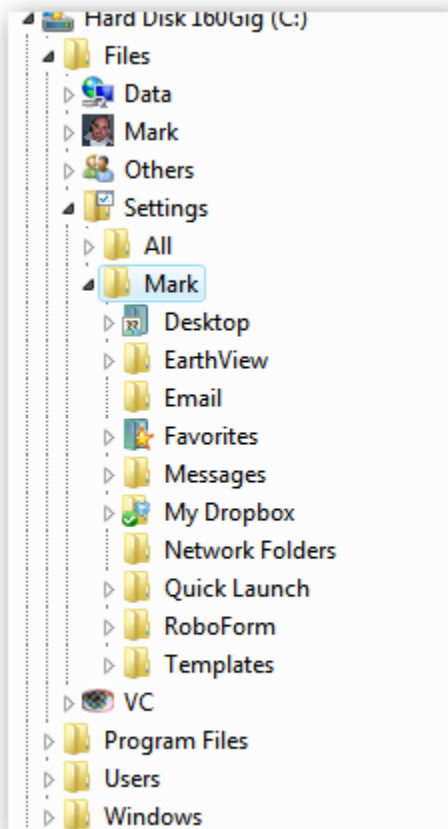 Hard Disk 160Gig (C:)
Files
Data
Mark
Others
Settings
All
Mark
Desktop
EarthView
Email
Favorites
Messages
My Dropbox
Network Folders
Quick Launch
RoboForm
Templates
VC
Program Files
Users
Windows